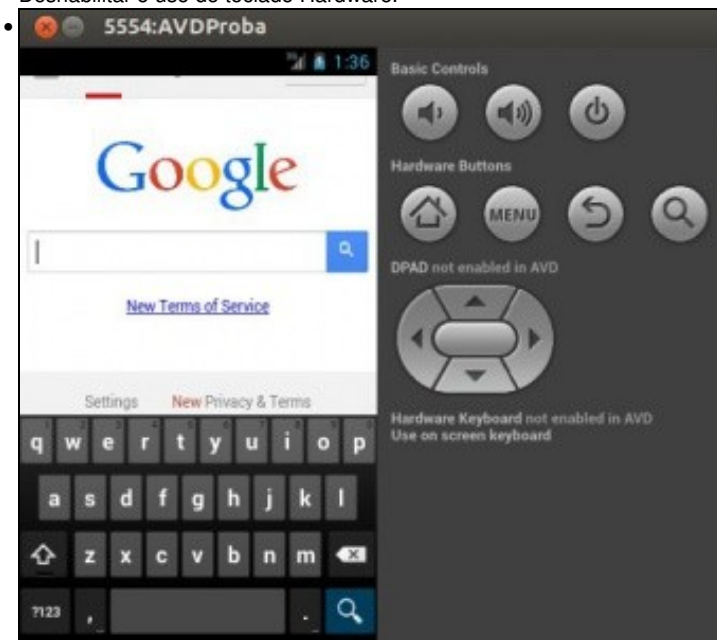 Deshabilitar o uso do teclado Hardware.
5554:AVDProba
1:36
Basic Controls
Google
Hardware Buttons
MENU
DPAD not enabled in AVD
New Terms of Service
Settings New Privacy & Terms
Hardware Keyboard not enabled in AVD
Use on screen keyboard
q w e r t y u i o p
a s d f g h j k l
z x c v b n m
?123 , .